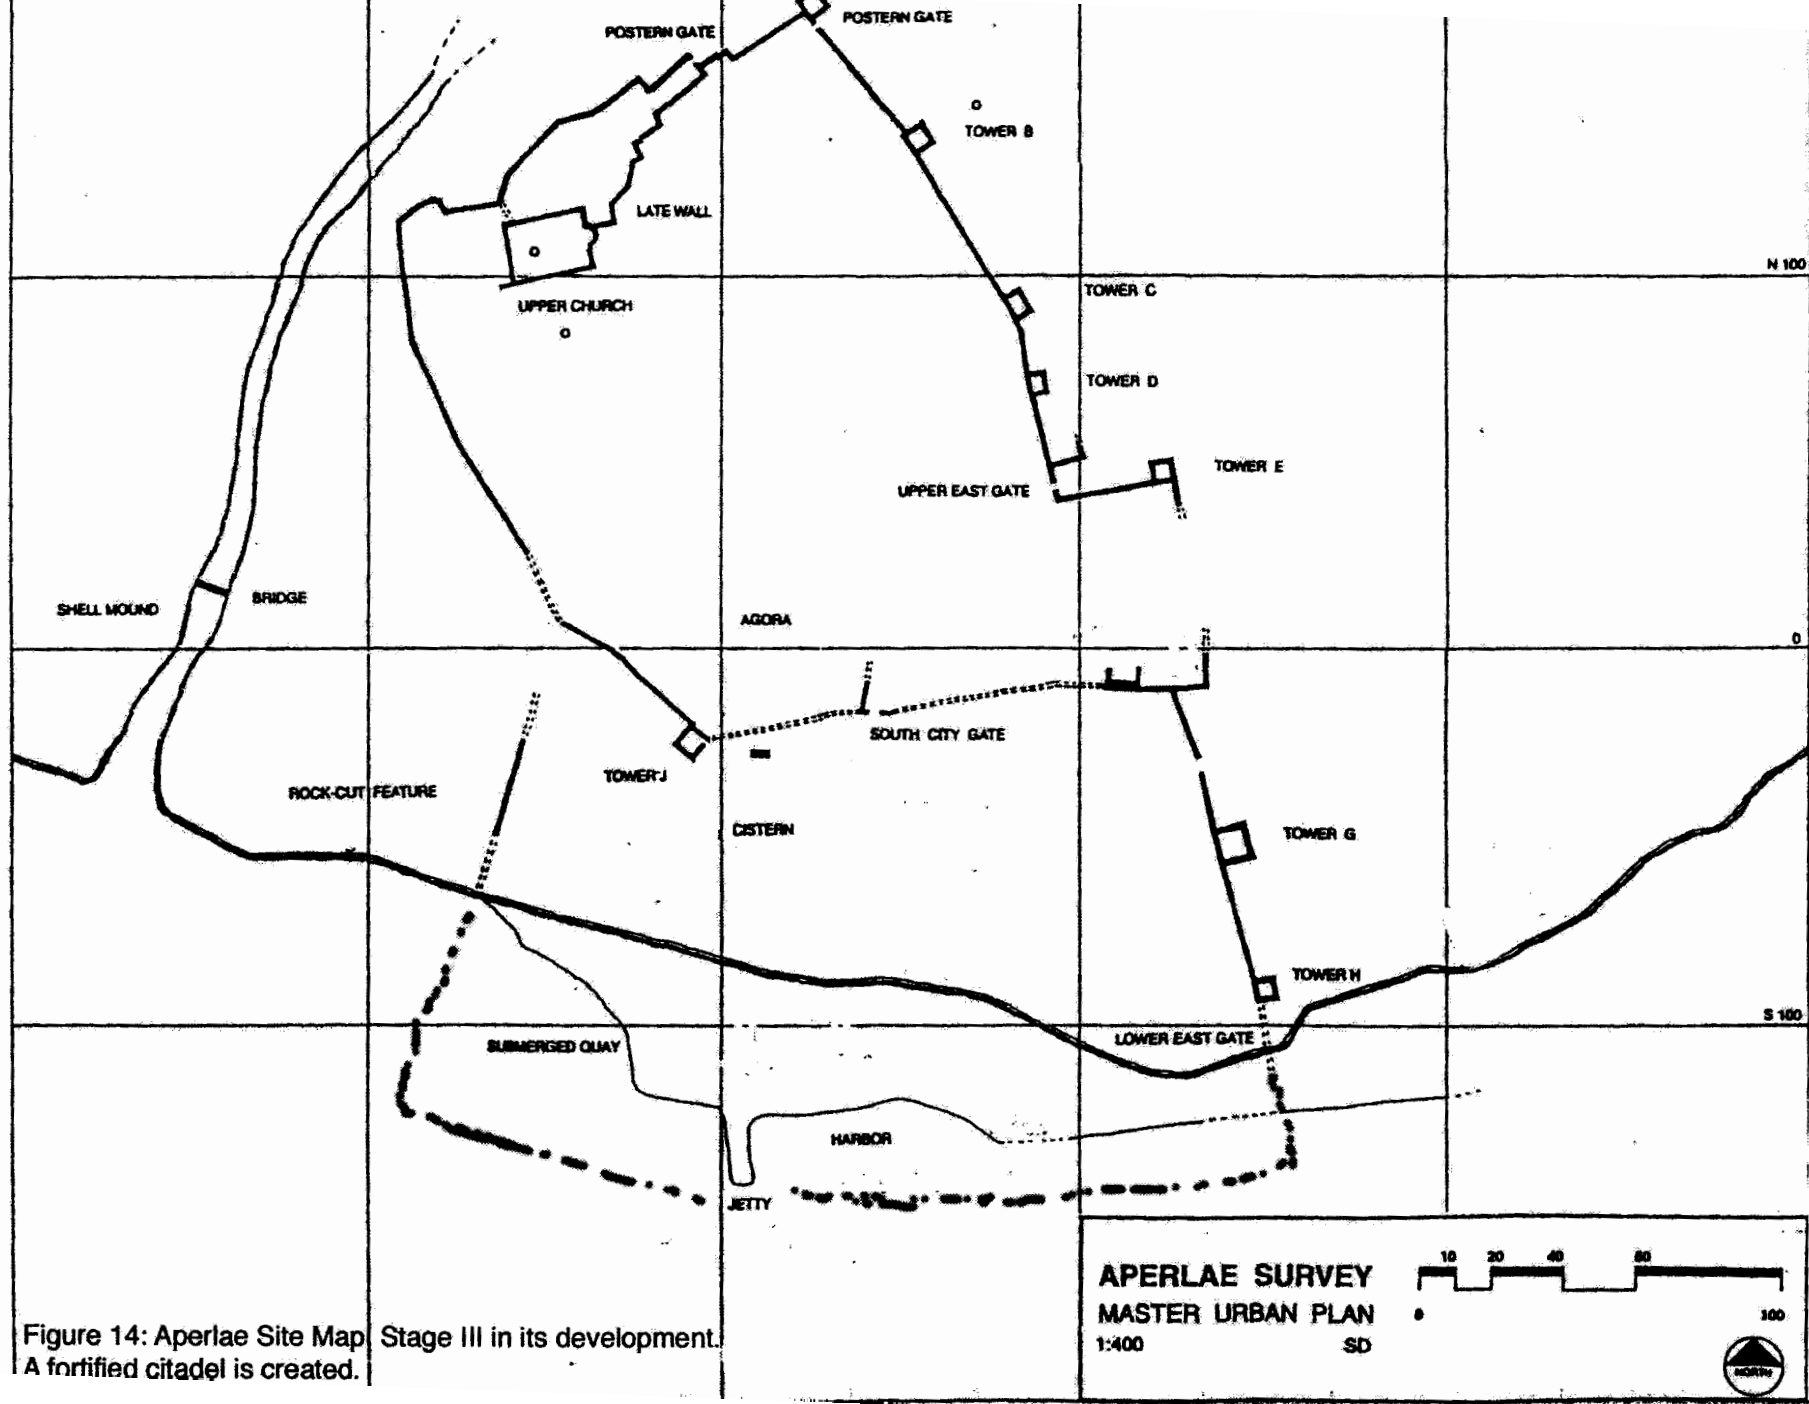 POSTERN GATE
POSTERN GATE
TOWER B
LATE WALL
N 100
TOWER C
UPPER CHURCH
TOWER D
TOWER E
UPPER EAST GATE
SHELL MOUND
BRIDGE
AGORA
0
SOUTH CITY GATE
TOWER J
ROCK-CUT FEATURE
CISTERN
TOWER G
TOWER H
S 100
LOWER EAST GATE
SUBMERGED QUAY
HARBOR
JETTY
APERLAE SURVEY
MASTER URBAN PLAN
1:400 SD
10 20 40 60
0 100
NORTH
Figure 14: Aperlae Site Map. Stage III in its development.
A fortified citadel is created.